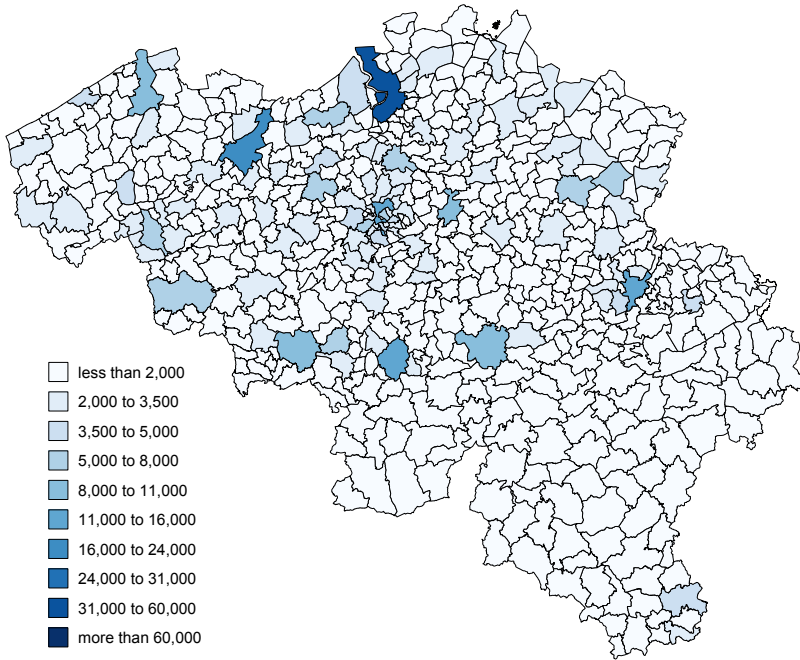 less than 2,000
2,000 to 3,500
3,500 to 5,000
5,000 to 8,000
8,000 to 11,000
11,000 to 16,000
16,000 to 24,000
24,000 to 31,000
31,000 to 60,000
more than 60,000